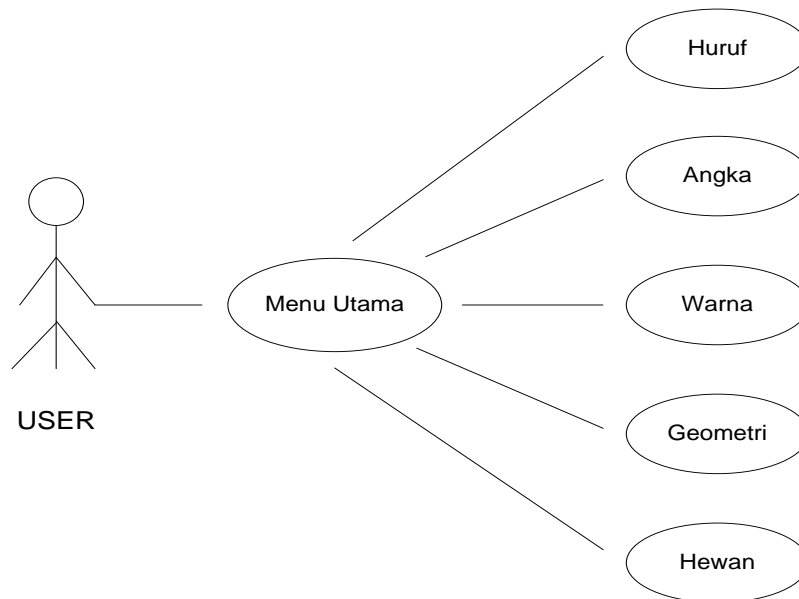 Huruf
Angka
Menu Utama
Warna
USER
Geometri
Hewan